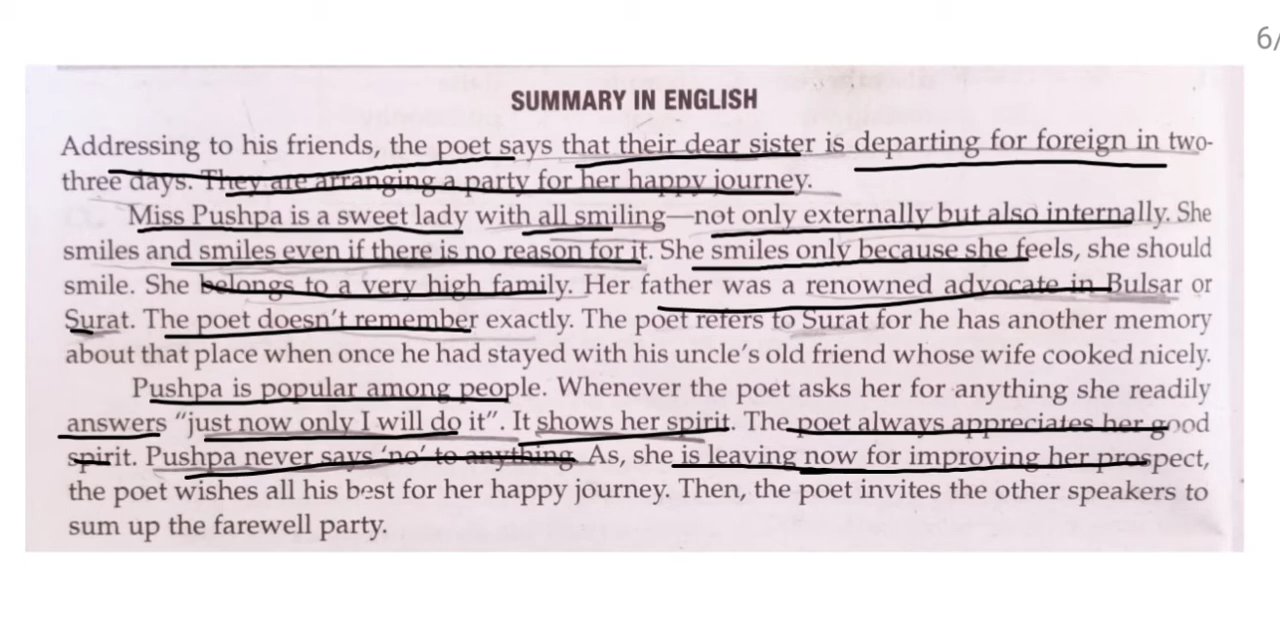 6/
SUMMARY IN ENGLISH
Addressing to his friends, the poet says that their dear sister is departing for foreign in two-
three days. They are arranging a party for her happy journey.
Miss Pushpa is a sweet lady with all smiling—not only externally but also internally. She
smiles and smiles even if there is no reason for it. She smiles only because she feels, she should
smile. She belongs to a very high family. Her father was a renowned advocate in Bulsar or
Surat. The poet doesn't remember exactly. The poet refers to Surat for he has another memory
about that place when once he had stayed with his uncle's old friend whose wife cooked nicely.
Pushpa is popular among people. Whenever the poet asks her for anything she readily
answers "just now only I will do it". It shows her spirit. The poet always appreciates her good
spirit. Pushpa never says 'no' to anything. As, she is leaving now for improving her prospect,
the poet wishes all his best for her happy journey. Then, the poet invites the other speakers to
sum up the farewell party.